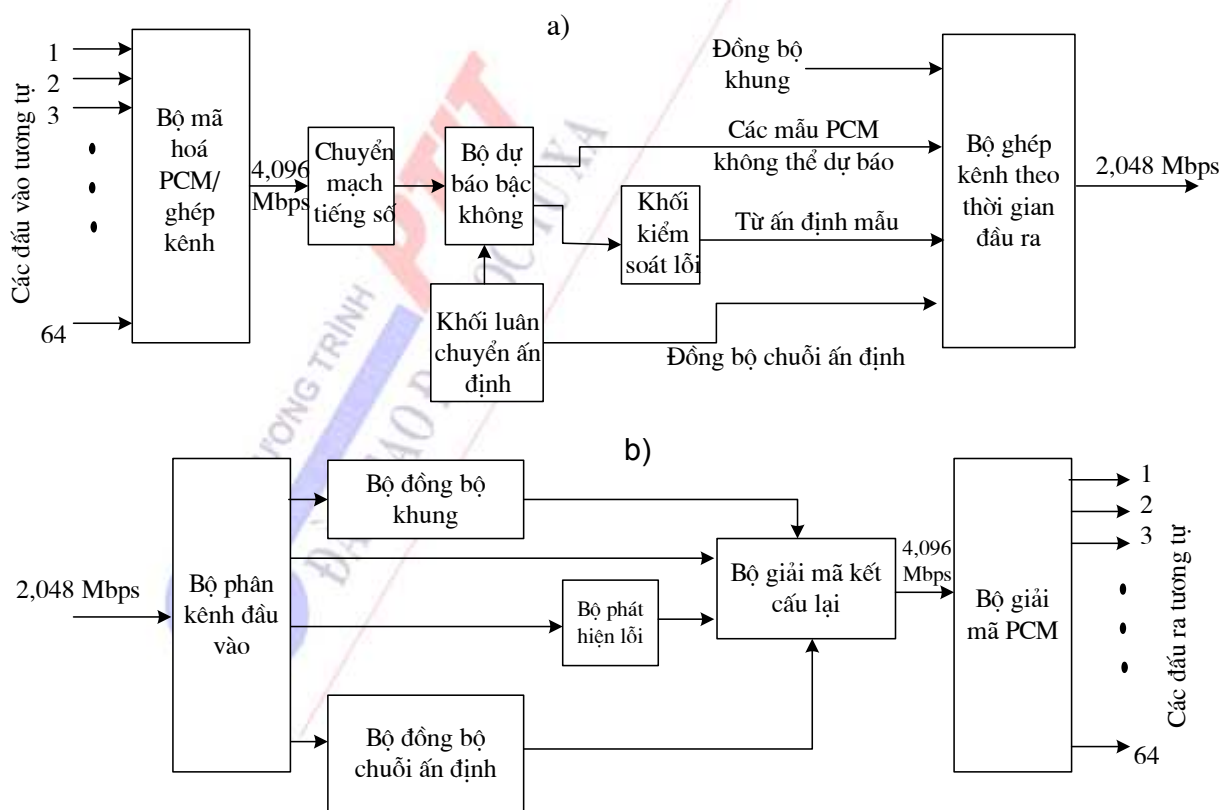 a)
Các đấu vào tương tự
1
2
3
64
Bộ mã
hoá
PCM/
ghép
kênh
4,096
Mbps
Chuyển
mạch
tiếng số
Bộ dự
báo bậc
không
Khối luân
chuyển ấn
định
Khối
kiểm
soát lỗi
Đồng bộ
khung
Các mẫu PCM
không thể dự báo
Từ ấn định mẫu
Đồng bộ chuỗi ấn định
Bộ ghép
kênh theo
thời gian
đầu ra
2,048 Mbps
b)
2,048 Mbps
Bộ phân
kênh đầu
vào
Bộ đồng bộ
khung
Bộ phát
hiện lỗi
Bộ đồng bộ
chuỗi ấn định
Bộ giải mã kết
cấu lại
4,096
Mbps
Bộ giải
mã PCM
1
2
3
64
Các đấu ra tương tự
PTIT
ƯƠNG TRÌNH